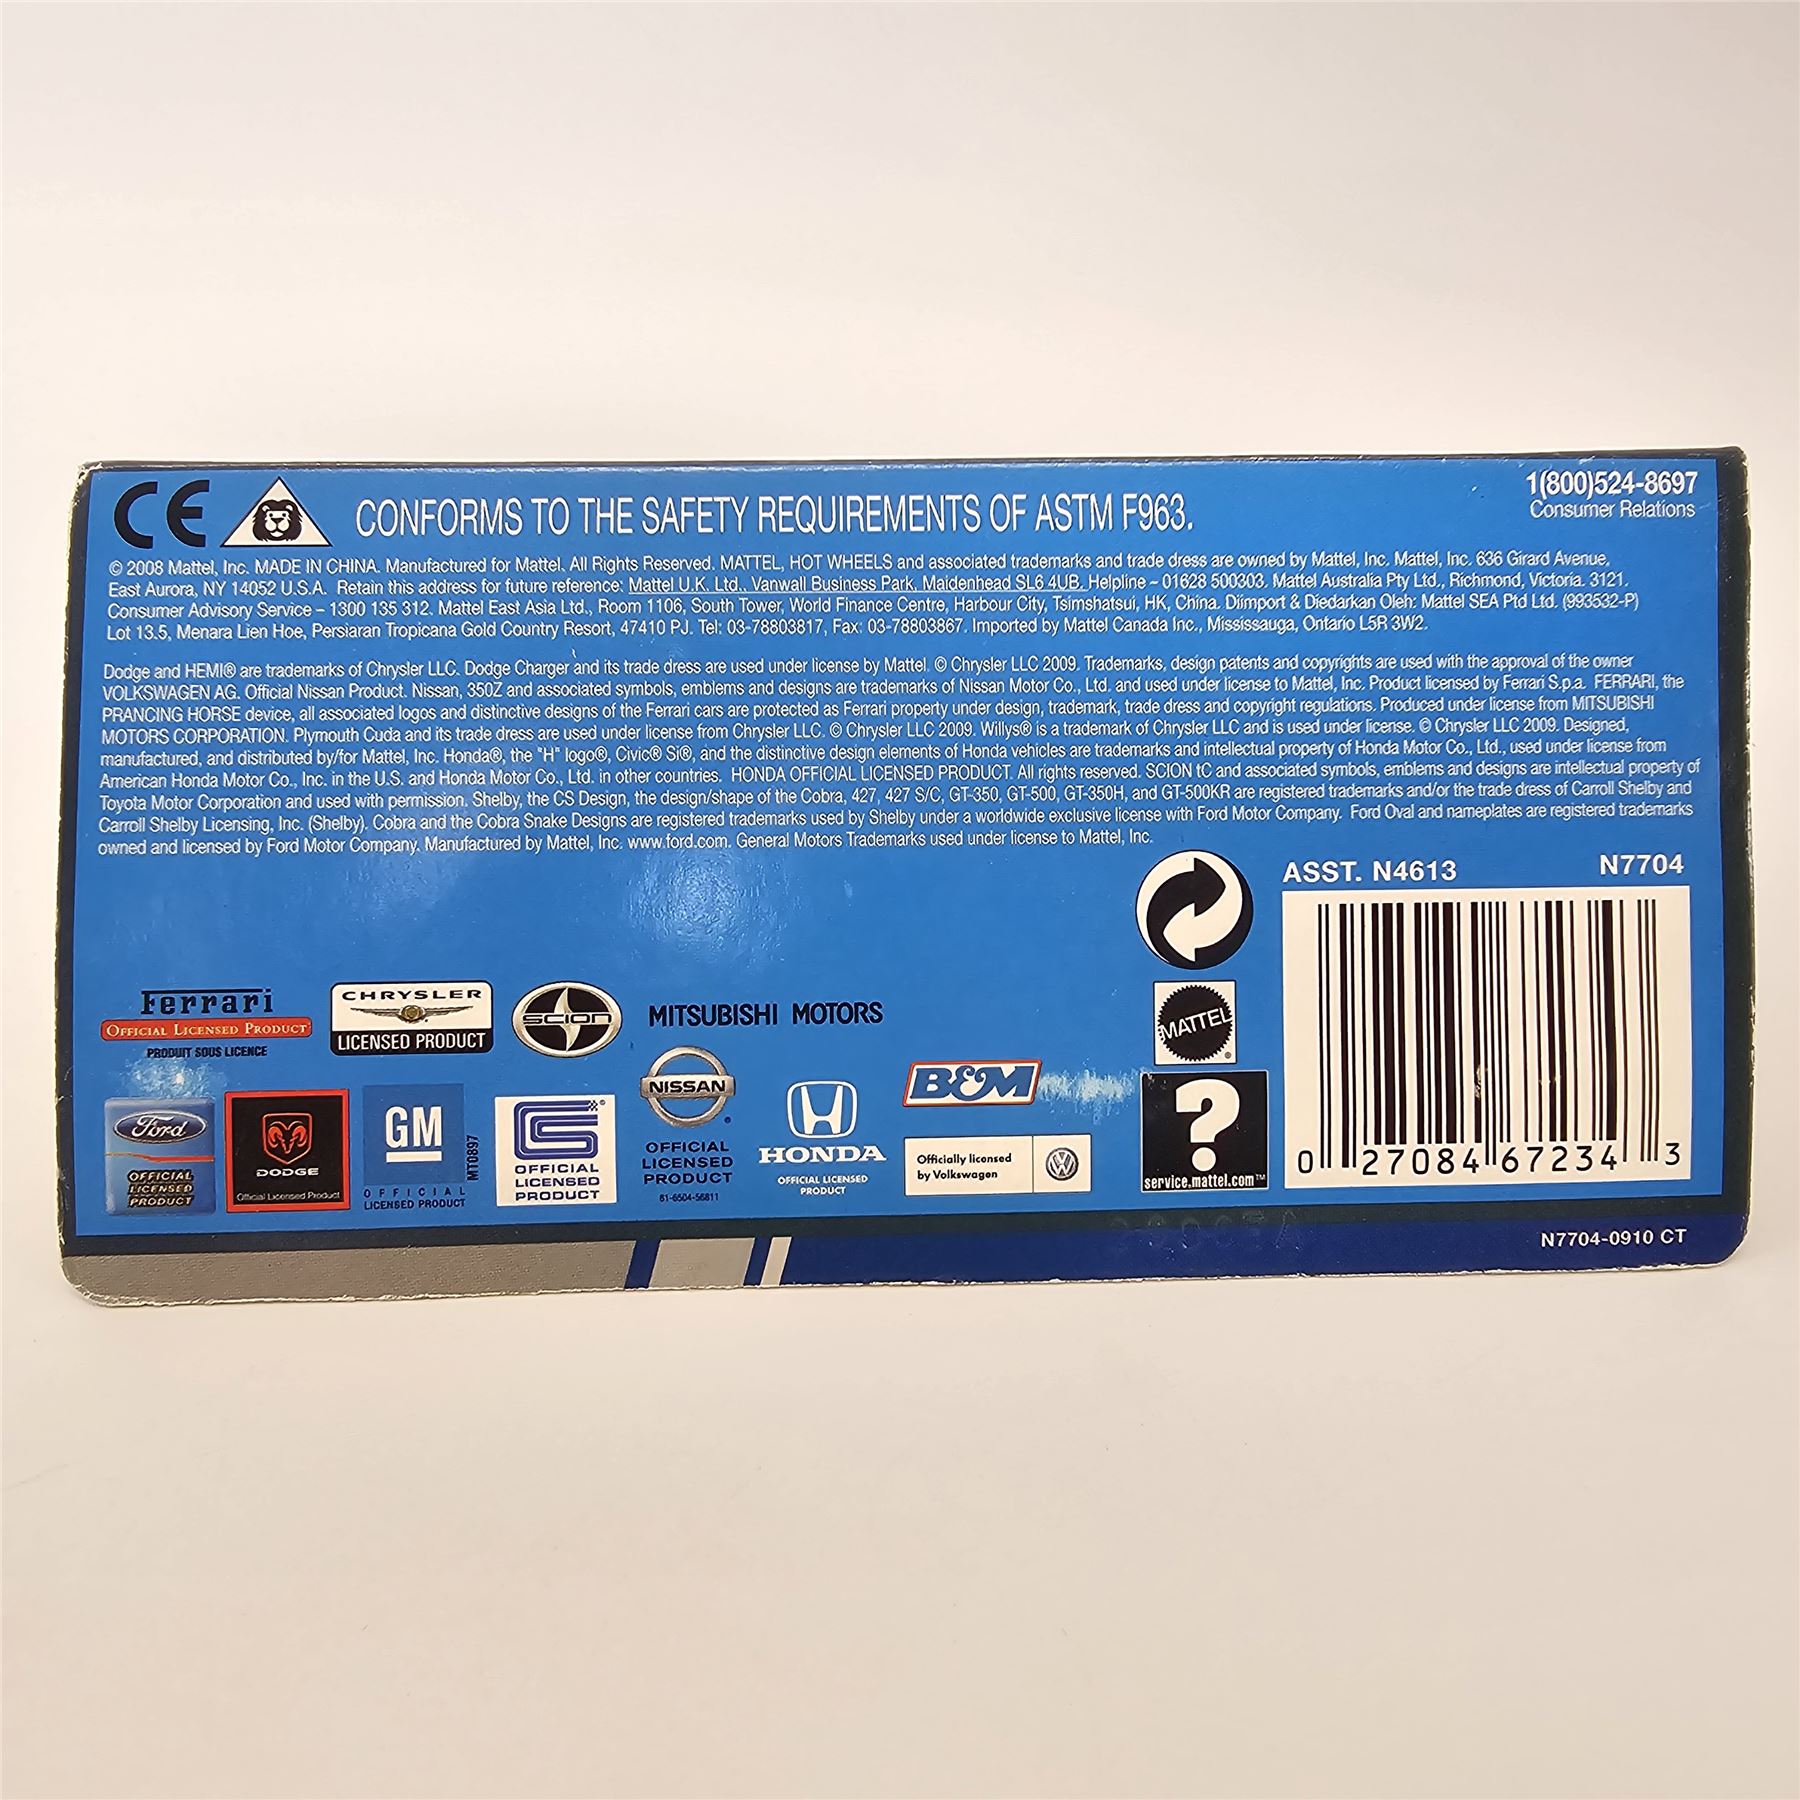 CE CONFORMS TO THE SAFETY REQUIREMENTS OF ASTM F963.
1(800)524-8697
Consumer Relations
© 2008 Mattel, Inc. MADE IN CHINA. Manufactured for Mattel. All Rights Reserved. MATTEL, HOT WHEELS and associated trademarks and trade dress are owned by Mattel, Inc. Mattel, Inc. 636 Girard Avenue,
East Aurora, NY 14052 U.S.A. Retain this address for future reference: Mattel U.K. Ltd., Vanwall Business Park, Maidenhead SL6 4UB. Helpline – 01628 500303. Mattel Australia Pty Ltd., Richmond, Victoria. 3121.
Consumer Advisory Service – 1300 135 312. Mattel East Asia Ltd., Room 1106, South Tower, World Finance Centre, Harbour City, Tsimshatsui, HK, China. Diimport & Diedarkan Oleh: Mattel SEA Ptd Ltd. (993532-P)
Lot 13.5, Menara Lien Hoe, Persiaran Tropicana Gold Country Resort, 47410 PJ. Tel: 03-78803817, Fax: 03-78803867. Imported by Mattel Canada Inc., Mississauga, Ontario L5R 3W2.
Dodge and HEMI® are trademarks of Chrysler LLC. Dodge Charger and its trade dress are used under license by Mattel. © Chrysler LLC 2009. Trademarks, design patents and copyrights are used with the approval of the owner
VOLKSWAGEN AG. Official Nissan Product. Nissan, 350Z and associated symbols, emblems and designs are trademarks of Nissan Motor Co., Ltd. and used under license to Mattel, Inc. Product licensed by Ferrari S.p.a. FERRARI, the
PRANCING HORSE device, all associated logos and distinctive designs of the Ferrari cars are protected as Ferrari property under design, trademark, trade dress and copyright regulations. Produced under license from MITSUBISHI
MOTORS CORPORATION. Plymouth Cuda and its trade dress are used under license from Chrysler LLC. © Chrysler LLC 2009. Willys® is a trademark of Chrysler LLC and is used under license. © Chrysler LLC 2009. Designed,
manufactured, and distributed by/for Mattel, Inc. Honda®, the "H" logo®, Civic® Si®, and the distinctive design elements of Honda vehicles are trademarks and intellectual property of Honda Motor Co., Ltd., used under license from
American Honda Motor Co., Inc. in the U.S. and Honda Motor Co., Ltd. in other countries. HONDA OFFICIAL LICENSED PRODUCT. All rights reserved. SCION tC and associated symbols, emblems and designs are intellectual property of
Toyota Motor Corporation and used with permission. Shelby, the CS Design, the design/shape of the Cobra, 427, 427 S/C, GT-350, GT-500, GT-350H, and GT-500KR are registered trademarks and/or the trade dress of Carroll Shelby and
Carroll Shelby Licensing, Inc. (Shelby). Cobra and the Cobra Snake Designs are registered trademarks used by Shelby under a worldwide exclusive license with Ford Motor Company. Ford Oval and nameplates are registered trademarks
owned and licensed by Ford Motor Company. Manufactured by Mattel, Inc. www.ford.com. General Motors Trademarks used under license to Mattel, Inc.
ASST. N4613 N7704
Ferrari
OFFICIAL LICENSED PRODUCT
PRODUIT SOUS LICENCE
CHRYSLER
LICENSED PRODUCT
SCION
MITSUBISHI MOTORS
MATTEL
Ford
OFFICIAL
LICENSED
PRODUCT
DODGE
Official Licensed Product
GM
MT0897
OFFICIAL
LICENSED PRODUCT
OFFICIAL
LICENSED
PRODUCT
NISSAN
OFFICIAL
LICENSED
PRODUCT
61-6504-56811
HONDA
OFFICIAL LICENSED
PRODUCT
B&M
Officially licensed
by Volkswagen
?
service.mattel.com™
0 27084 67234 3
N7704-0910 CT